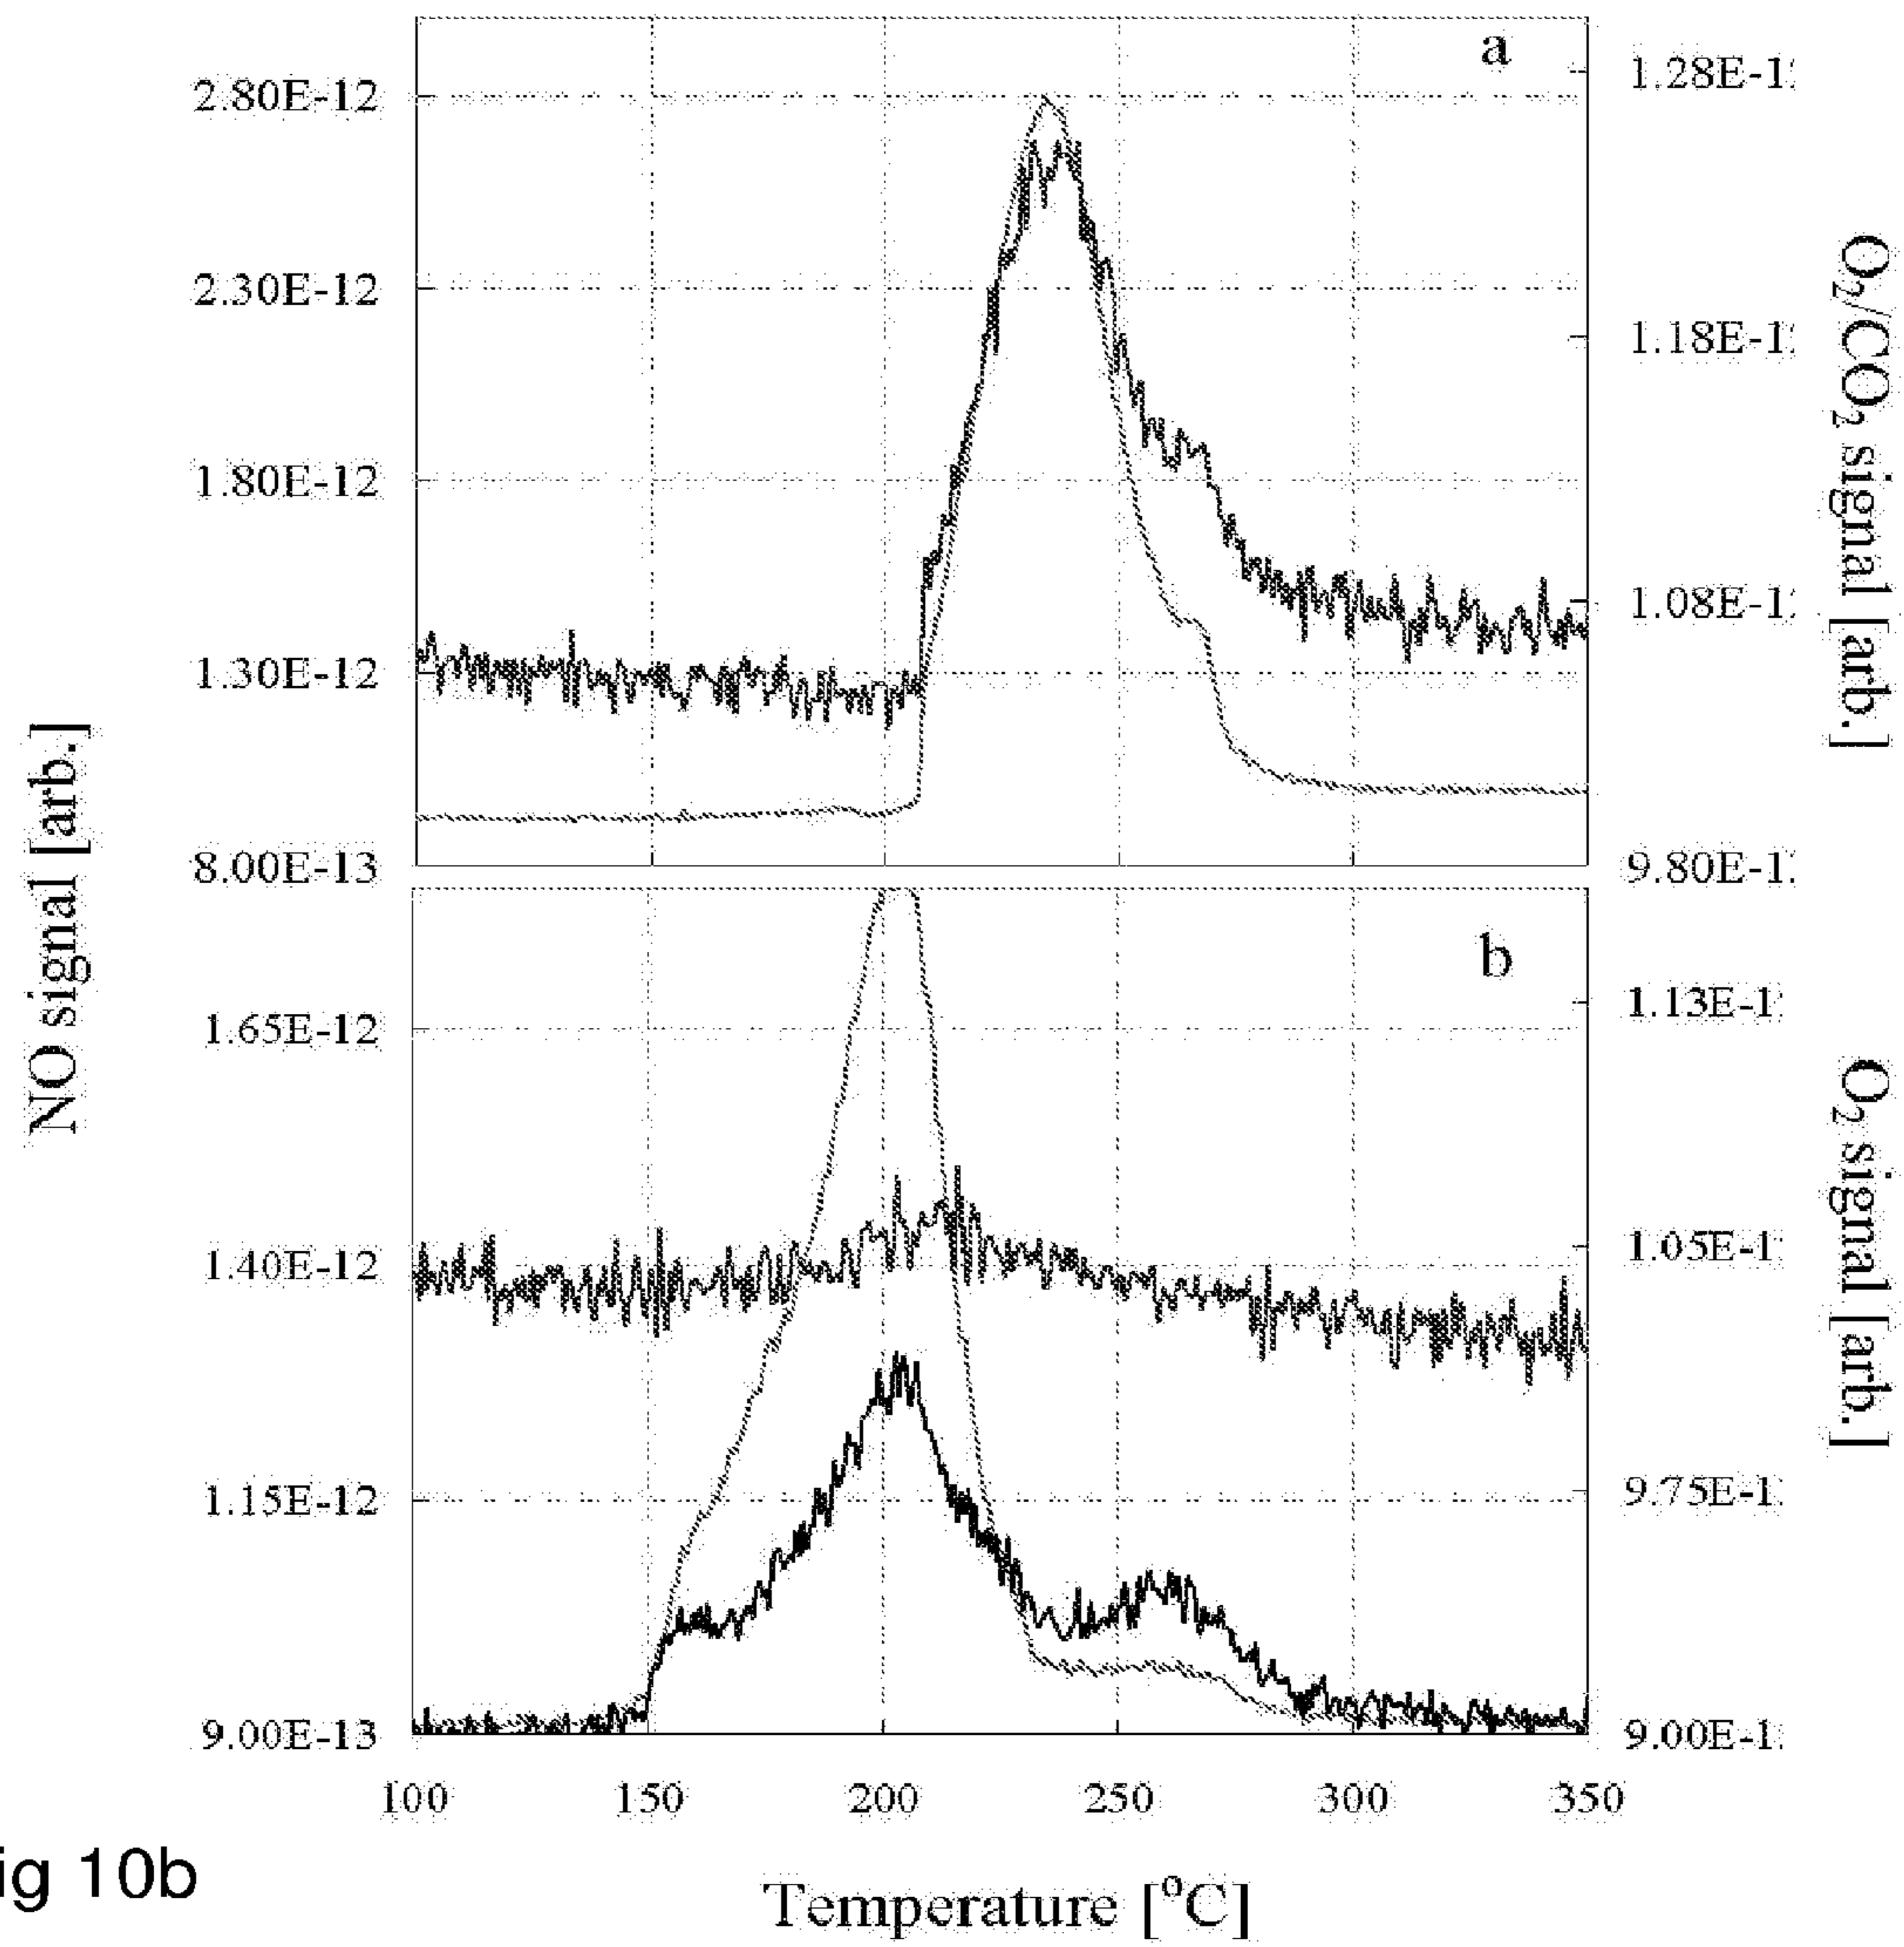 a
2.80E-12
2.30E-12
1.80E-12
1.30E-12
8.00E-13
1.28E-1
1.18E-1
1.08E-1
9.80E-1
O₂/CO₂ signal [arb.]
NO signal [arb.]
b
1.65E-12
1.40E-12
1.15E-12
9.00E-13
1.13E-1
1.05E-1
9.75E-1
9.00E-1
O₂ signal [arb.]
100 150 200 250 300 350
ig 10b
Temperature [°C]